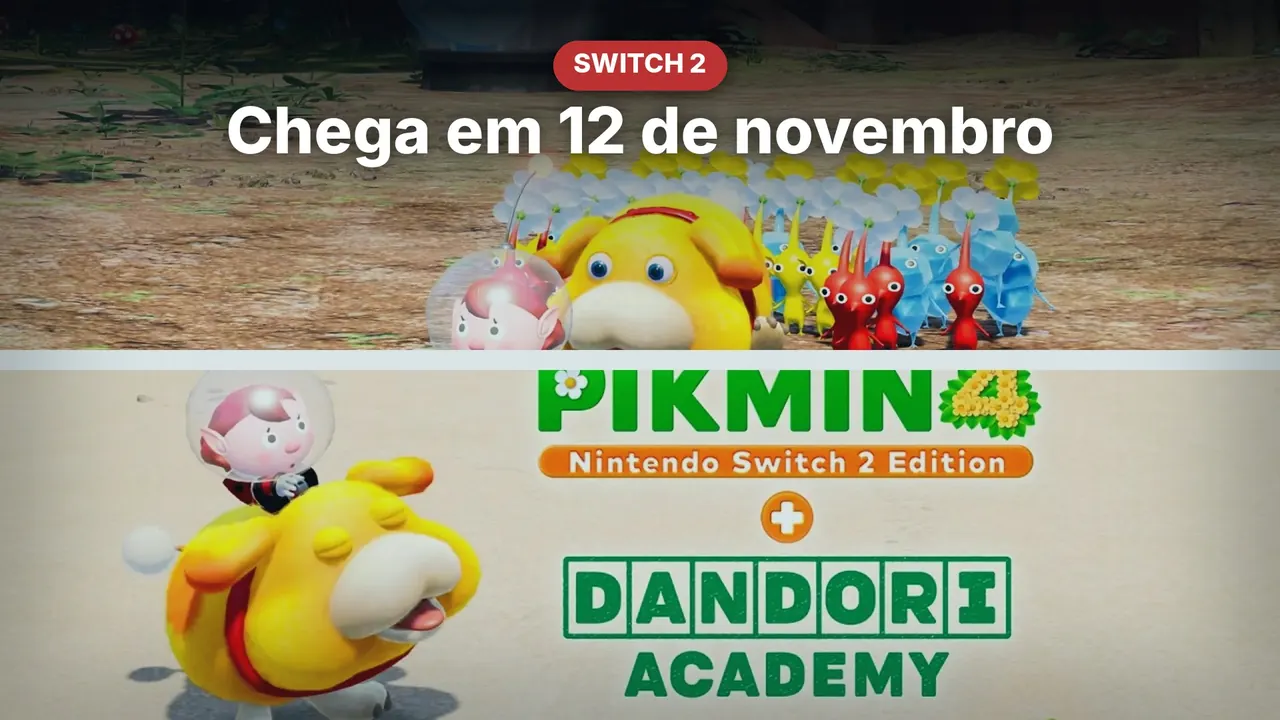 SWITCH 2
Chega em 12 de novembro
PIKMIN 4
Nintendo Switch 2 Edition
+
DANDORI
ACADEMY